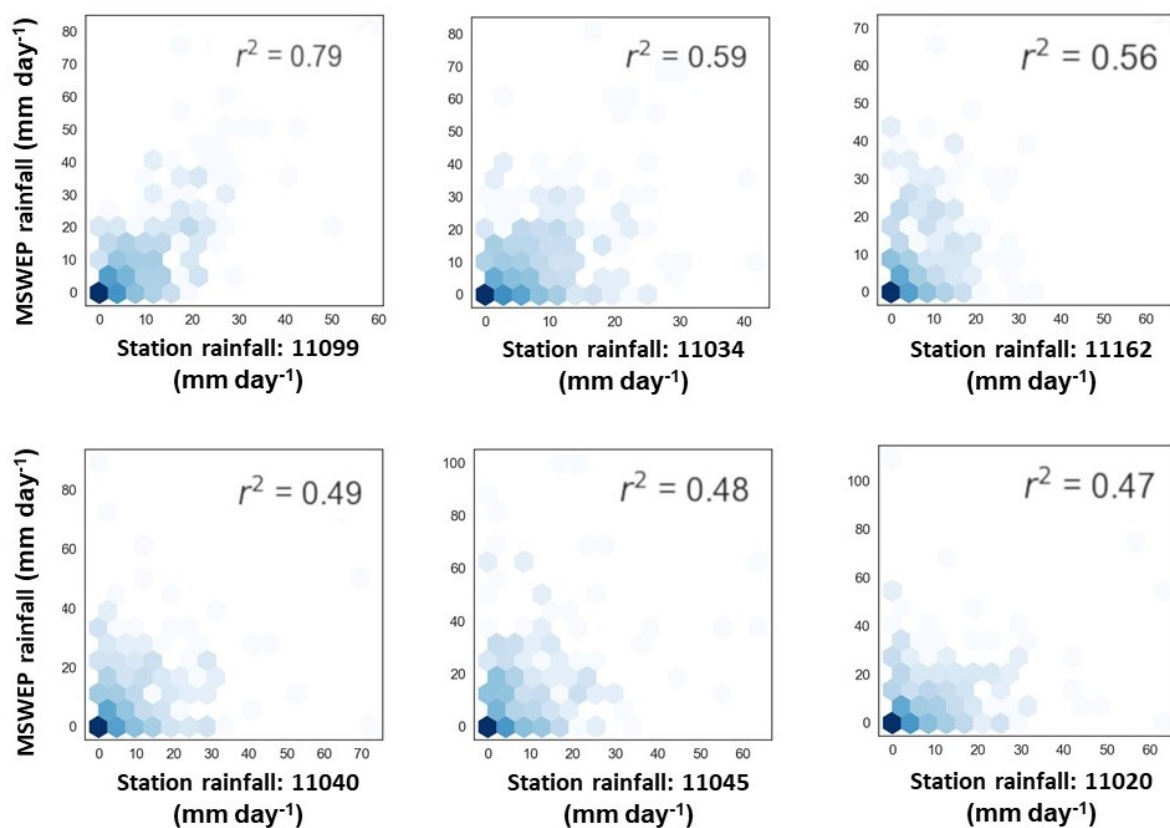 MSWEP rainfall (mm day⁻¹)
80
70
60
50
40
30
20
10
0
r² = 0.79
0 10 20 30 40 50 60
Station rainfall: 11099
(mm day⁻¹)
80
70
60
50
40
30
20
10
0
r² = 0.59
0 10 20 30 40
Station rainfall: 11034
(mm day⁻¹)
70
60
50
40
30
20
10
0
r² = 0.56
0 10 20 30 40 50 60
Station rainfall: 11162
(mm day⁻¹)
MSWEP rainfall (mm day⁻¹)
80
60
40
20
0
r² = 0.49
0 10 20 30 40 50 60 70
Station rainfall: 11040
(mm day⁻¹)
100
80
60
40
20
0
r² = 0.48
0 10 20 30 40 50 60
Station rainfall: 11045
(mm day⁻¹)
100
80
60
40
20
0
r² = 0.47
0 10 20 30 40 50 60
Station rainfall: 11020
(mm day⁻¹)